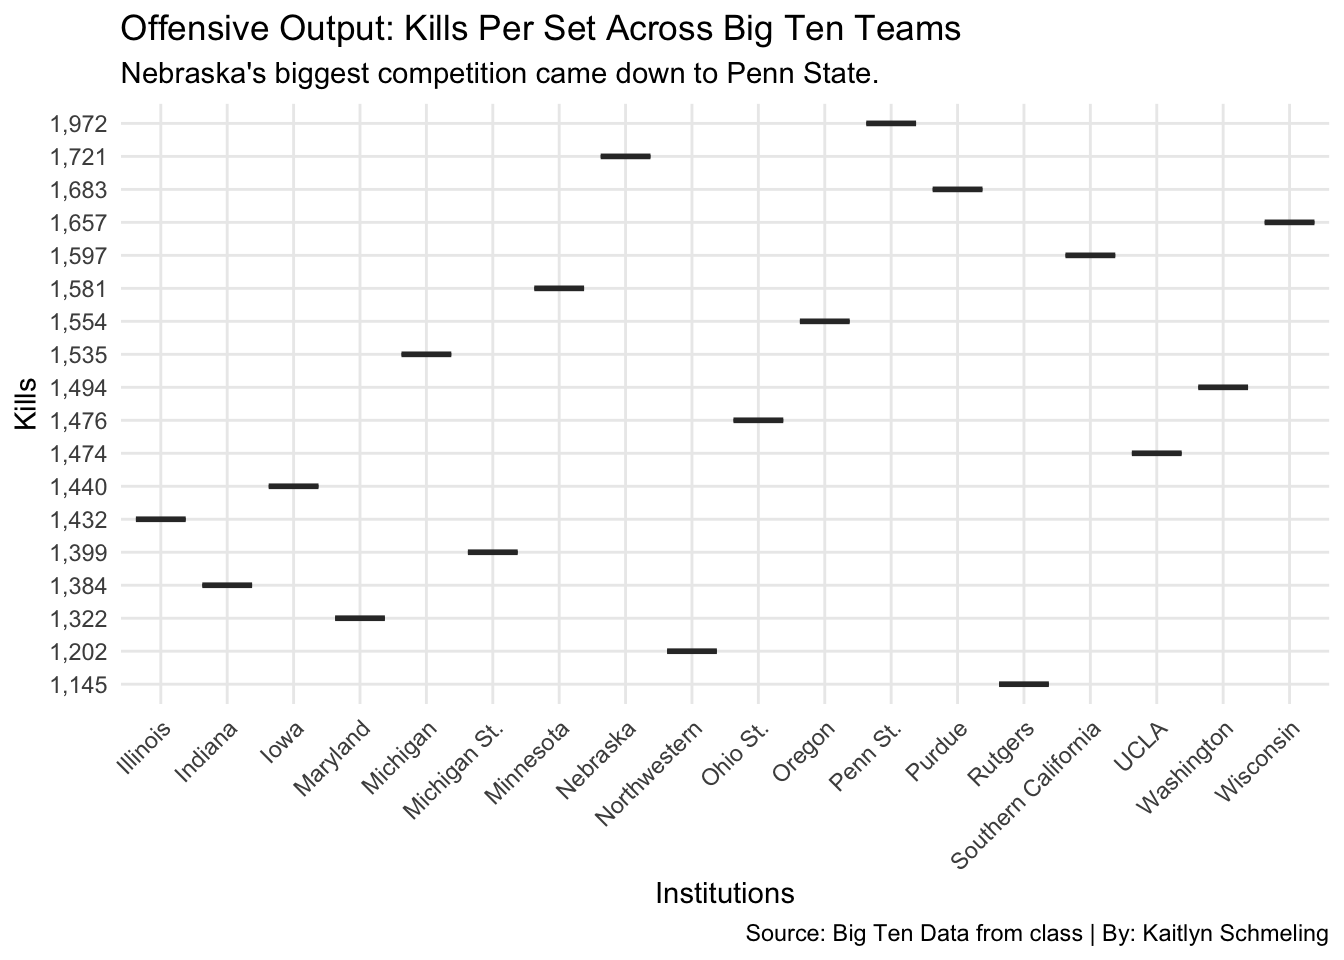 Offensive Output: Kills Per Set Across Big Ten Teams
Nebraska's biggest competition came down to Penn State.
1,972
1,721
1,683
1,657
1,597
1,581
1,554
1,535
1,494
1,476
1,474
1,440
1,432
1,399
1,384
1,322
1,202
1,145
Kills
Illinois
Indiana
Iowa
Maryland
Michigan
Michigan St.
Minnesota
Nebraska
Northwestern
Ohio St.
Oregon
Penn St.
Purdue
Rutgers
Southern California
UCLA
Washington
Wisconsin
Institutions
Source: Big Ten Data from class | By: Kaitlyn Schmeling